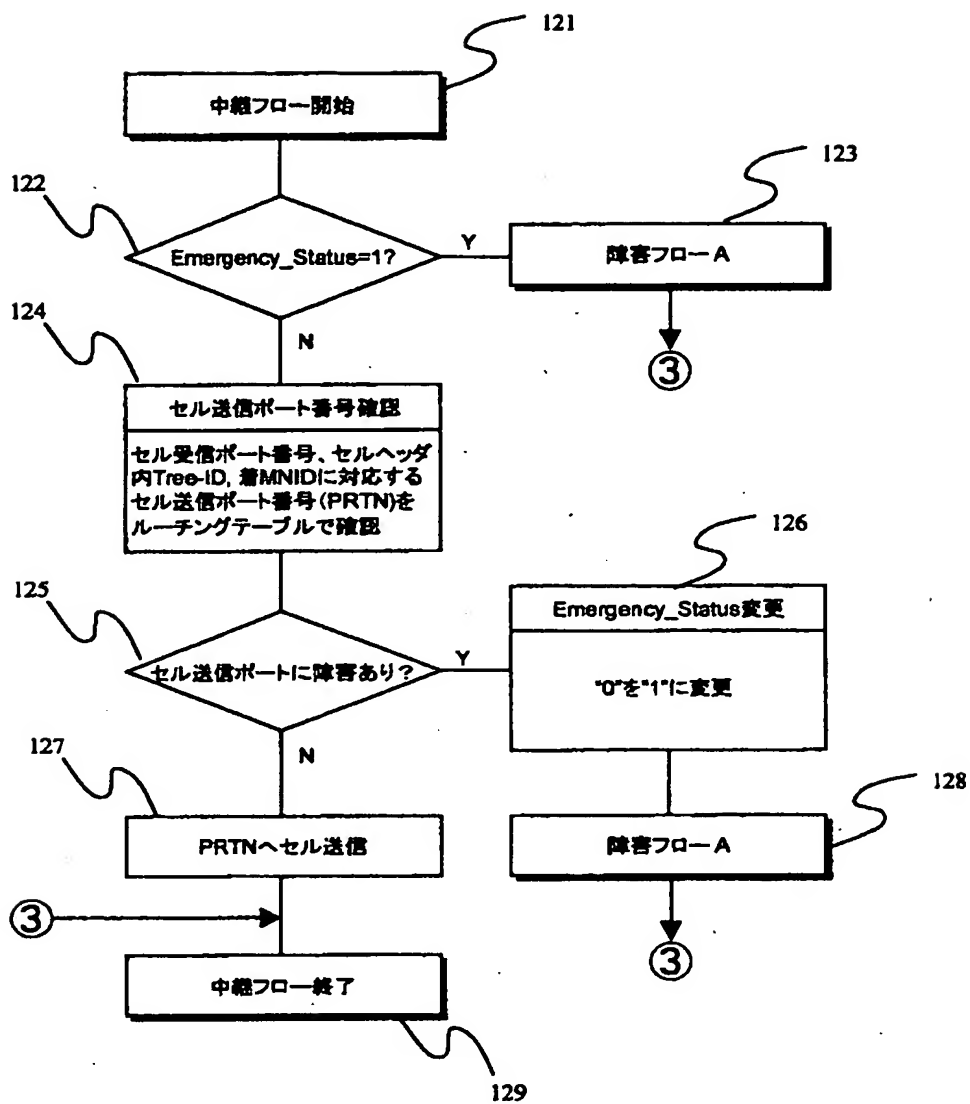 121
中継フロー開始
122
Emergency_Status=1?
Y
123
障害フロー A
③
N
124
セル送信ポート番号確認
セル受信ポート番号、セルヘッダ
内Tree-ID, 着MNIDに対応する
セル送信ポート番号(PRTN)を
ルーチングテーブルで確認
125
セル送信ポートに障害あり?
Y
126
Emergency_Status変更
"0"を"1"に変更
N
127
PRTNへセル送信
128
障害フロー A
③
③
中継フロー終了
129